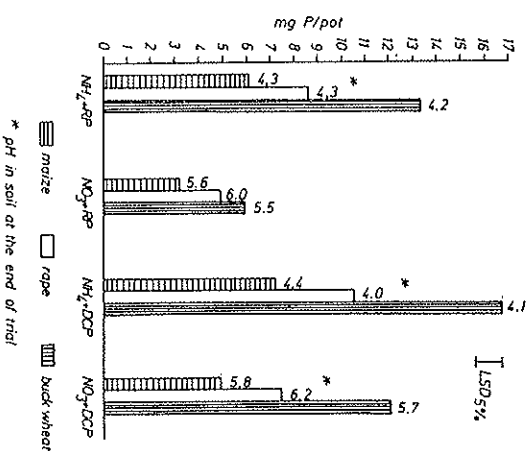 mg P/pot
0 1 2 3 4 5 6 7 8 9 10 11 12 13 14 15 16 17
NH₄+RP
4,3
4,3
*
4.2
NO₃+RP
5.6
6.0
5.5
NH₄+DCP
4.4
4.0
*
4.1
NO₃+DCP
5.8
6.2
*
5.7
LSD 5%
maize rape buck wheat
* pH in soil at the end of trial